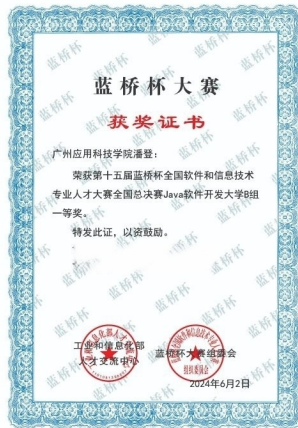 蓝桥杯大赛
获奖证书
广州应用科技学院潘登：
荣获第十五届蓝桥杯全国软件和信息技术
专业人才大赛全国总决赛Java软件开发大学B组
一等奖。
特发此证，以资鼓励。
工业和信息化部
人才交流中心
蓝桥杯大赛组委会
2024年6月2日